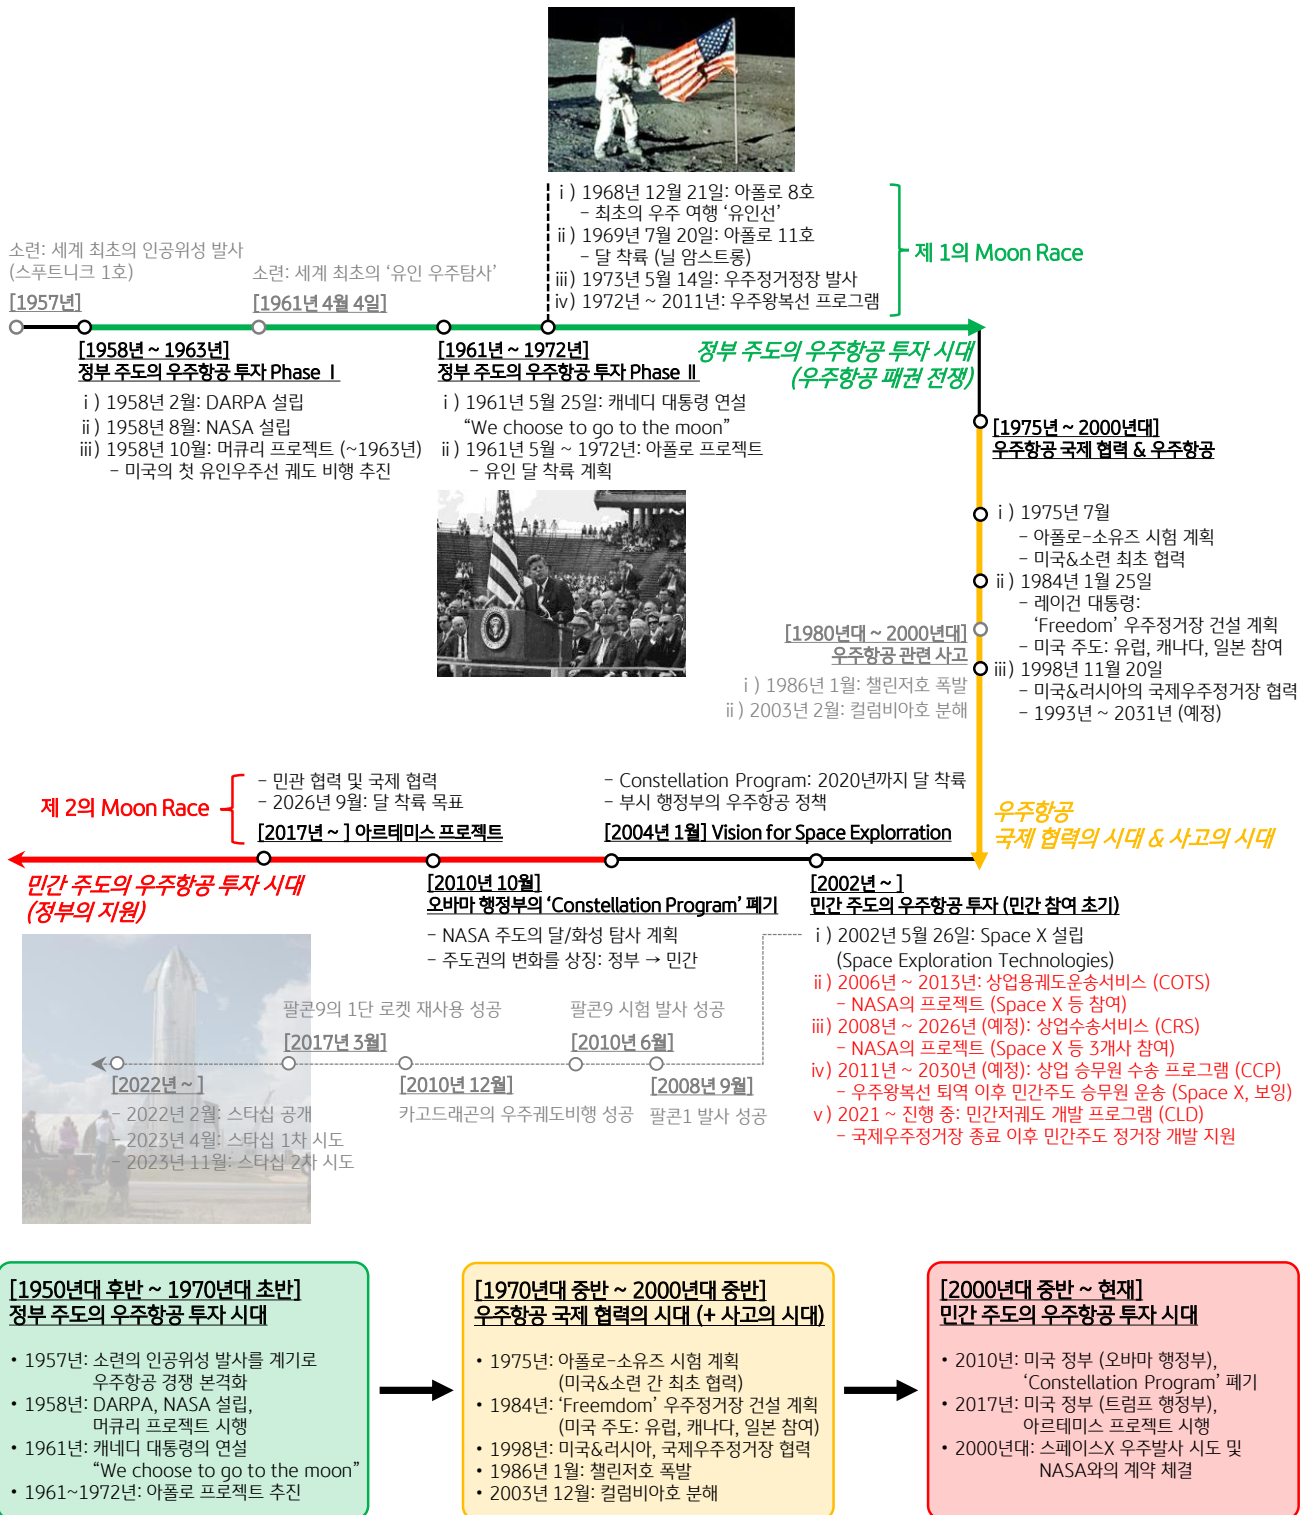 ⅰ) 1968년 12월 21일: 아폴로 8호
- 최초의 우주 여행 ‘유인선’
ⅱ) 1969년 7월 20일: 아폴로 11호
- 달 착륙 (닐 암스트롱)
ⅲ) 1973년 5월 14일: 우주정거정장 발사
ⅳ) 1972년 ~ 2011년: 우주왕복선 프로그램
제 1의 Moon Race
소련: 세계 최초의 인공위성 발사
(스푸트니크 1호)
[1957년]
소련: 세계 최초의 ‘유인 우주탐사’
[1961년 4월 4일]
[1958년 ~ 1963년]
정부 주도의 우주항공 투자 Phase Ⅰ
ⅰ) 1958년 2월: DARPA 설립
ⅱ) 1958년 8월: NASA 설립
ⅲ) 1958년 10월: 머큐리 프로젝트 (~1963년)
- 미국의 첫 유인우주선 궤도 비행 추진
[1961년 ~ 1972년]
정부 주도의 우주항공 투자 Phase Ⅱ
ⅰ) 1961년 5월 25일: 캐네디 대통령 연설
“We choose to go to the moon”
ⅱ) 1961년 5월 ~ 1972년: 아폴로 프로젝트
- 유인 달 착륙 계획
정부 주도의 우주항공 투자 시대
(우주항공 패권 전쟁)
[1975년 ~ 2000년대]
우주항공 국제 협력 & 우주항공
ⅰ) 1975년 7월
- 아폴로-소유즈 시험 계획
- 미국&소련 최초 협력
ⅱ) 1984년 1월 25일
- 레이건 대통령:
‘Freedom’ 우주정거장 건설 계획
- 미국 주도: 유럽, 캐나다, 일본 참여
ⅲ) 1998년 11월 20일
- 미국&러시아의 국제우주정거장 협력
- 1993년 ~ 2031년 (예정)
[1980년대 ~ 2000년대]
우주항공 관련 사고
ⅰ) 1986년 1월: 챌린저호 폭발
ⅱ) 2003년 2월: 컬럼비아호 분해
우주항공
국제 협력의 시대 & 사고의 시대
제 2의 Moon Race
- 민관 협력 및 국제 협력
- 2026년 9월: 달 착륙 목표
[2017년 ~ ] 아르테미스 프로젝트
- Constellation Program: 2020년까지 달 착륙
- 부시 행정부의 우주항공 정책
[2004년 1월] Vision for Space Explorration
민간 주도의 우주항공 투자 시대
(정부의 지원)
[2010년 10월]
오바마 행정부의 ‘Constellation Program’ 폐기
- NASA 주도의 달/화성 탐사 계획
- 주도권의 변화를 상징: 정부 → 민간
[2002년 ~ ]
민간 주도의 우주항공 투자 (민간 참여 초기)
ⅰ) 2002년 5월 26일: Space X 설립
(Space Exploration Technologies)
ⅱ) 2006년 ~ 2013년: 상업용궤도운송서비스 (COTS)
- NASA의 프로젝트 (Space X 등 참여)
ⅲ) 2008년 ~ 2026년 (예정): 상업수송서비스 (CRS)
- NASA의 프로젝트 (Space X 등 3개사 참여)
ⅳ) 2011년 ~ 2030년 (예정): 상업 승무원 수송 프로그램 (CCP)
- 우주왕복선 퇴역 이후 민간주도 승무원 운송 (Space X, 보잉)
ⅴ) 2021 ~ 진행 중: 민간저궤도 개발 프로그램 (CLD)
- 국제우주정거장 종료 이후 민간주도 정거장 개발 지원
팔콘9의 1단 로켓 재사용 성공
[2017년 3월]
팔콘9 시험 발사 성공
[2010년 6월]
[2022년 ~ ]
- 2022년 2월: 스타십 공개
- 2023년 4월: 스타십 1차 시도
- 2023년 11월: 스타십 2차 시도
[2010년 12월]
카고드래곤의 우주궤도비행 성공
[2008년 9월]
팔콘1 발사 성공
[1950년대 후반 ~ 1970년대 초반]
정부 주도의 우주항공 투자 시대
• 1957년: 소련의 인공위성 발사를 계기로
우주항공 경쟁 본격화
• 1958년: DARPA, NASA 설립,
머큐리 프로젝트 시행
• 1961년: 캐네디 대통령의 연설
“We choose to go to the moon”
• 1961~1972년: 아폴로 프로젝트 추진
[1970년대 중반 ~ 2000년대 중반]
우주항공 국제 협력의 시대 (+ 사고의 시대)
• 1975년: 아폴로-소유즈 시험 계획
(미국&소련 간 최초 협력)
• 1984년: ‘Freemdom’ 우주정거장 건설 계획
(미국 주도: 유럽, 캐나다, 일본 참여)
• 1998년: 미국&러시아, 국제우주정거장 협력
• 1986년 1월: 챌린저호 폭발
• 2003년 12월: 컬럼비아호 분해
[2000년대 중반 ~ 현재]
민간 주도의 우주항공 투자 시대
• 2010년: 미국 정부 (오바마 행정부),
‘Constellation Program’ 폐기
• 2017년: 미국 정부 (트럼프 행정부),
아르테미스 프로젝트 시행
• 2000년대: 스페이스X 우주발사 시도 및
NASA와의 계약 체결